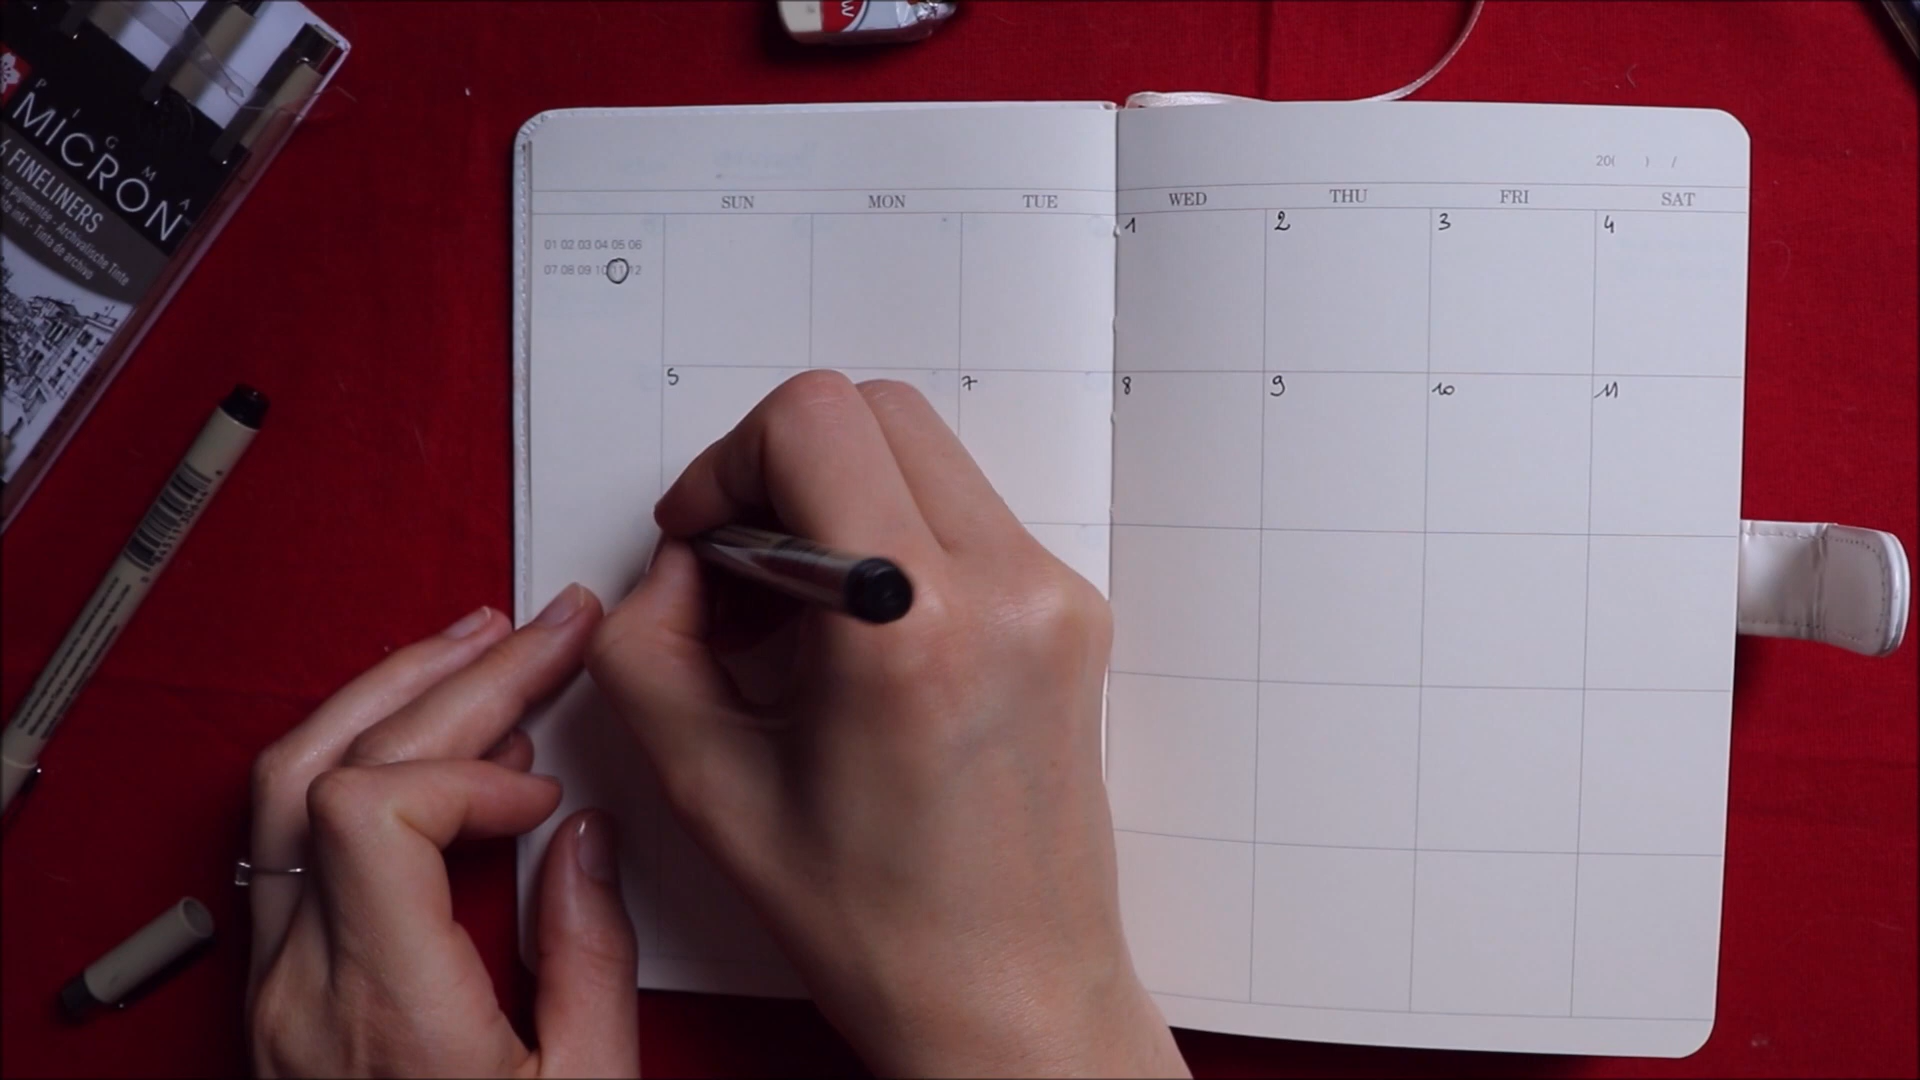 PIGMA
MICRON
6 FINELINERS
20( ) /
SUN MON TUE WED THU FRI SAT
01 02 03 04 05 06
07 08 09 10 11 12
1 2 3 4
5 7 8 9 10 11